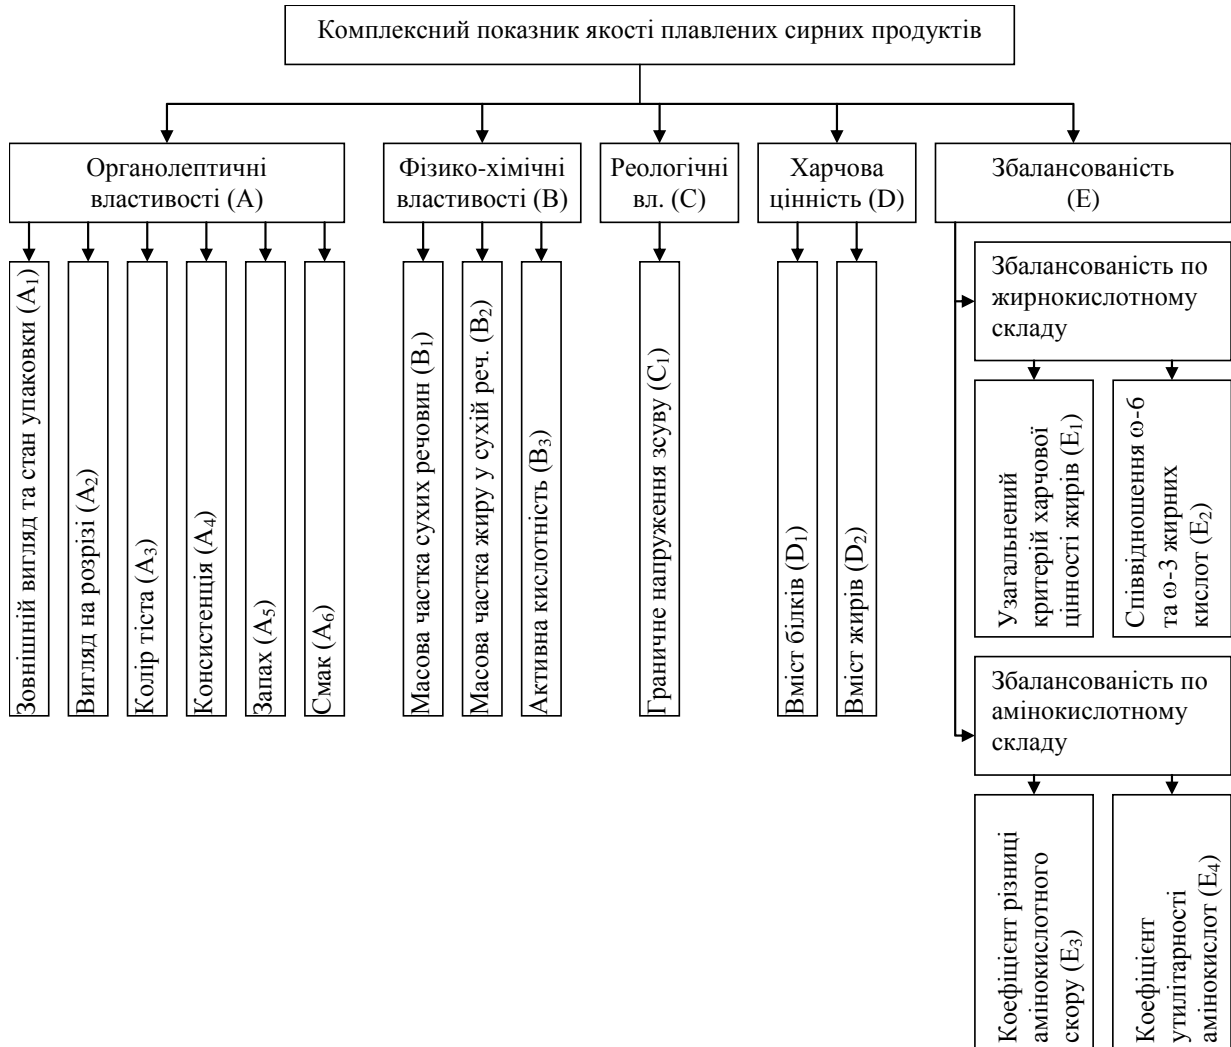 Комплексний показник якості плавлених сирних продуктів
Органолептичні
властивості (A)
Фізико-хімічні
властивості (B)
Реологічні
вл. (C)
Харчова
цінність (D)
Збалансованість
(E)
Зовнішній вигляд та стан упаковки (A₁)
Вигляд на розрізі (A₂)
Колір тіста (A₃)
Консистенція (A₄)
Запах (A₅)
Смак (A₆)
Масова частка сухих речовин (B₁)
Масова частка жиру у сухій реч. (B₂)
Активна кислотність (B₃)
Граничне напруження зсуву (C₁)
Вміст білків (D₁)
Вміст жирів (D₂)
Збалансованість по
жирнокислотному
складу
Узагальнений
критерій харчової
цінності жирів (E₁)
Співвідношення ω-6
та ω-3 жирних
кислот (E₂)
Збалансованість по
амінокислотному
складу
Коефіцієнт різниці
амінокислотного
скору (E₃)
Коефіцієнт
утилітарності
амінокислот (E₄)